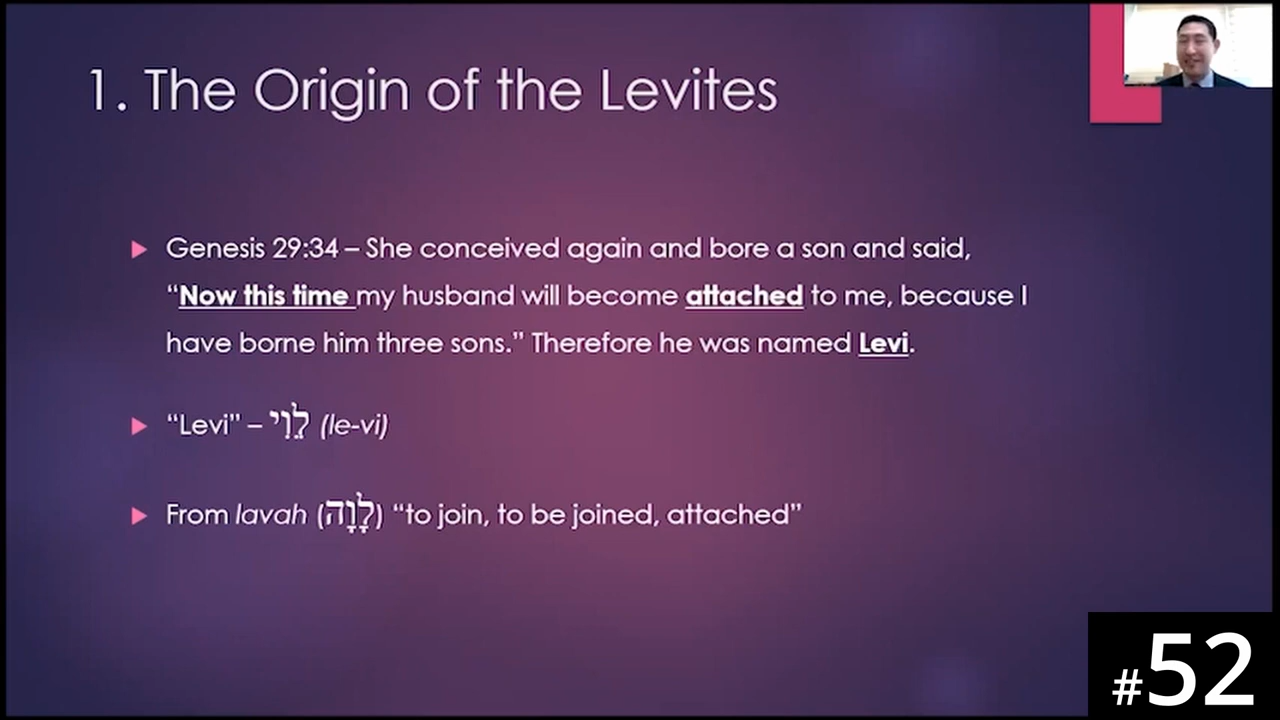 1. The Origin of the Levites
Genesis 29:34 – She conceived again and bore a son and said,
“Now this time my husband will become attached to me, because I
have borne him three sons.” Therefore he was named Levi.
“Levi” – לֵוִי (le-vi)
From lavah (לָוָה) “to join, to be joined, attached”
#52